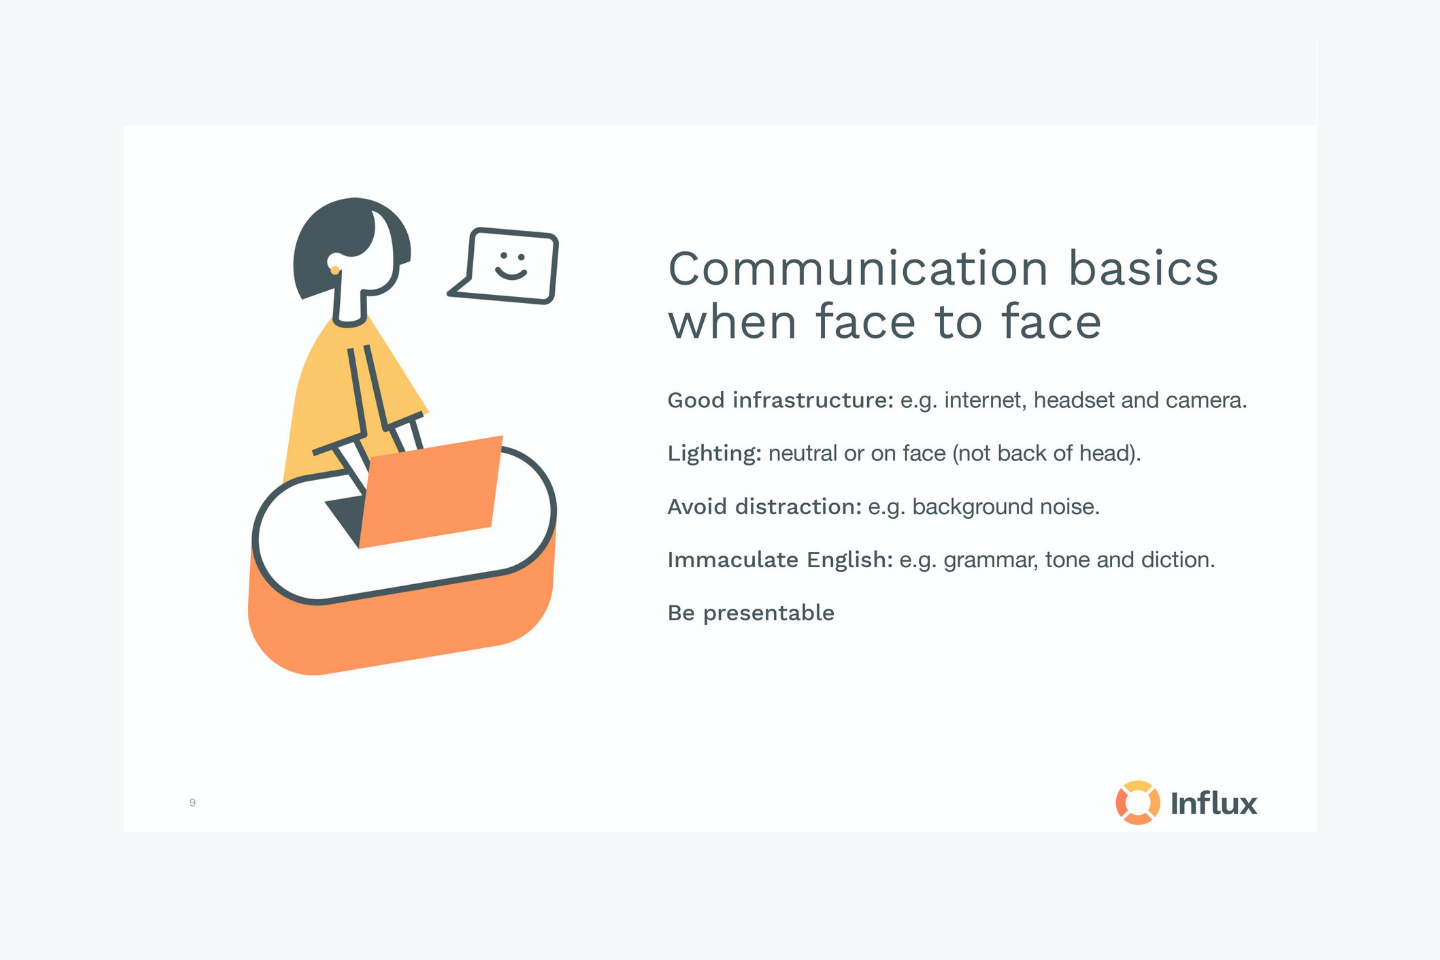 Communication basics
when face to face
Good infrastructure: e.g. internet, headset and camera.
Lighting: neutral or on face (not back of head).
Avoid distraction: e.g. background noise.
Immaculate English: e.g. grammar, tone and diction.
Be presentable
9
Influx